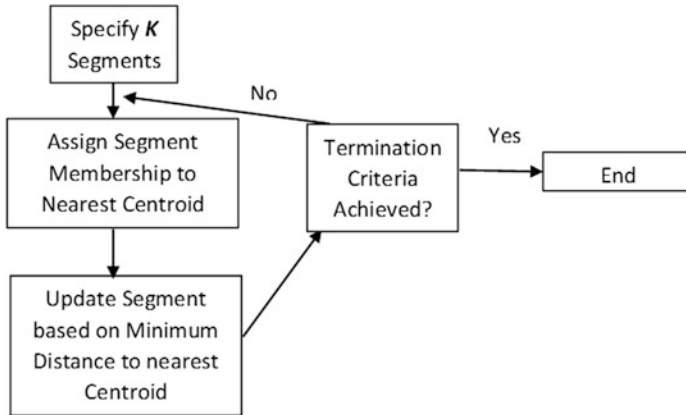 Specify K
Segments
No
Assign Segment
Membership to
Nearest Centroid
Termination
Criteria
Achieved?
Yes
End
Update Segment
based on Minimum
Distance to nearest
Centroid